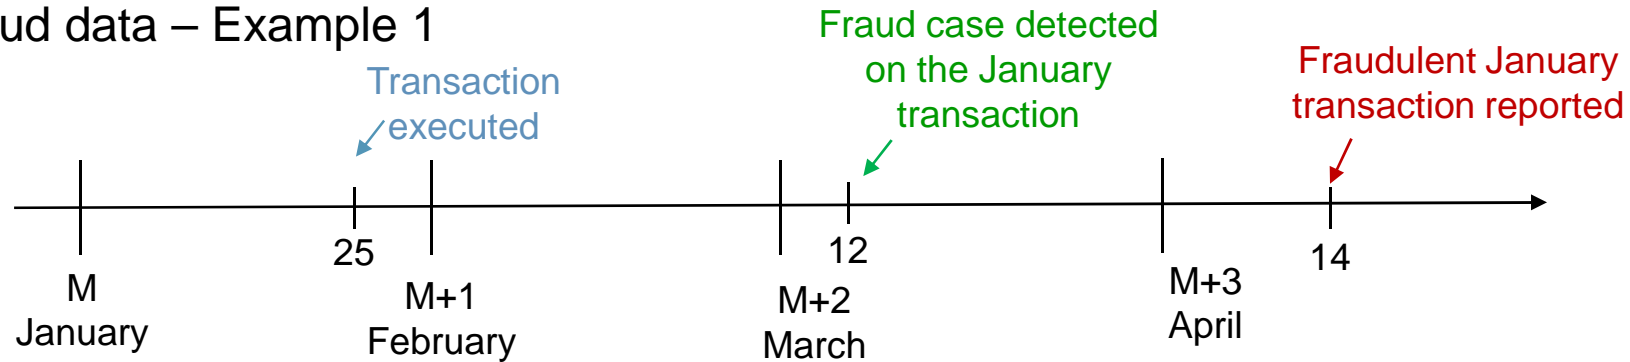 ud data – Example 1
Transaction
executed
Fraud case detected
on the January
transaction
Fraudulent January
transaction reported
25
12
14
M
January
M+1
February
M+2
March
M+3
April